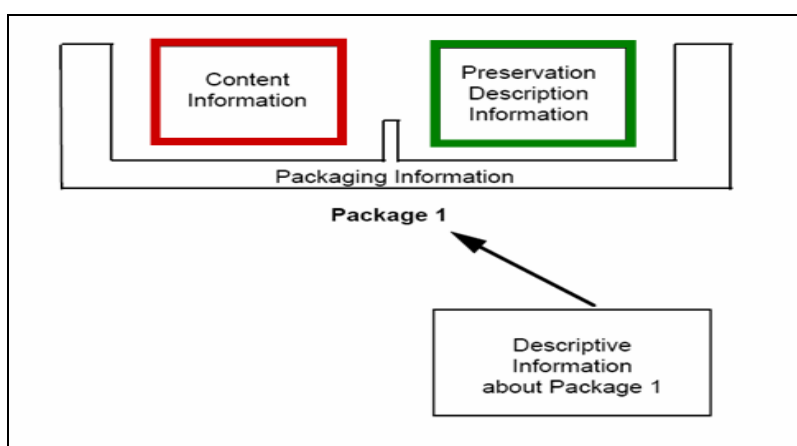 Content
Information
Preservation
Description
Information
Packaging Information
Package 1
Descriptive
Information
about Package 1